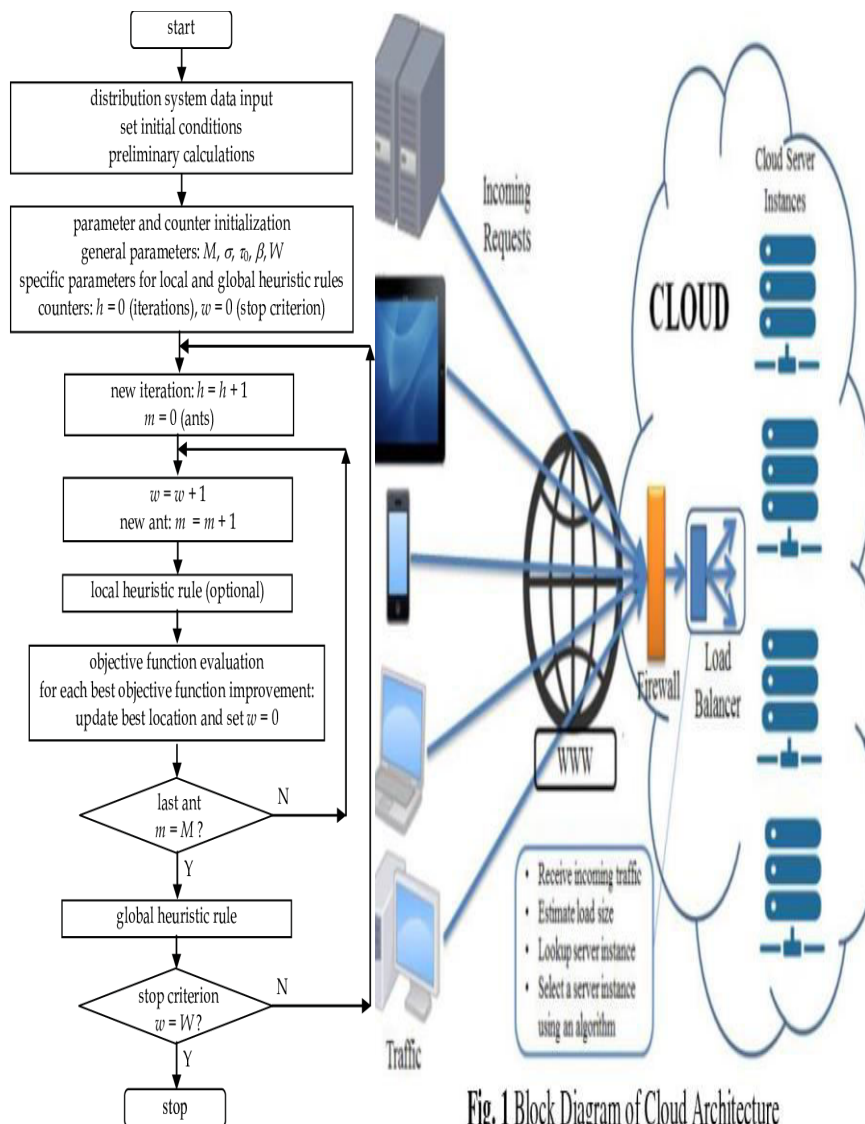 start
distribution system data input
set initial conditions
preliminary calculations
parameter and counter initialization
general parameters: M, σ, τ₀, β, W
specific parameters for local and global heuristic rules
counters: h = 0 (iterations), w = 0 (stop criterion)
new iteration: h = h + 1
m = 0 (ants)
w = w + 1
new ant: m = m + 1
local heuristic rule (optional)
objective function evaluation
for each best objective function improvement:
update best location and set w = 0
last ant
m = M ?
N
Y
global heuristic rule
stop criterion
w = W?
N
Y
stop
Incoming
Requests
Cloud Server
Instances
CLOUD
Firewall
Load
Balancer
WWW
• Receive incoming traffic
• Estimate load size
• Lookup server instance
• Select a server instance
using an algorithm
Traffic
Fig. 1 Block Diagram of Cloud Architecture